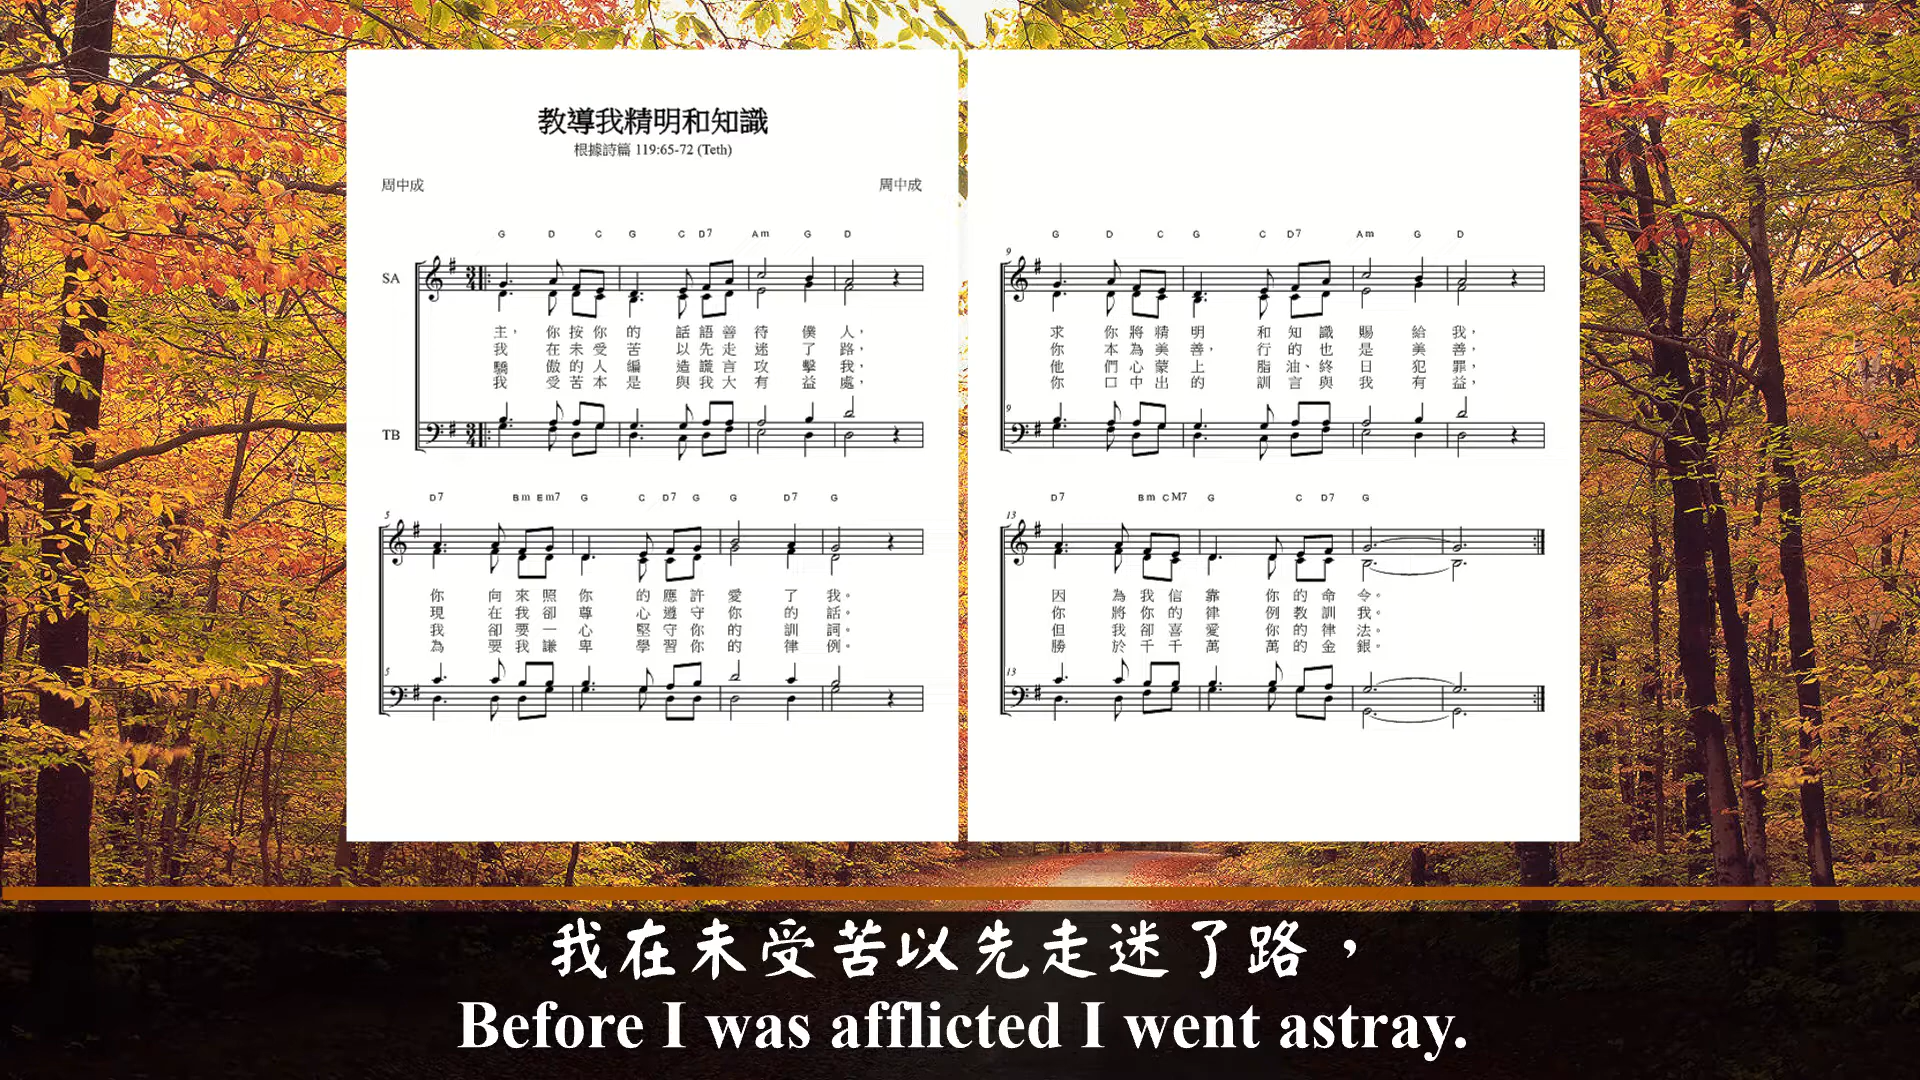 教導我精明和知識
根據詩篇 119:65-72 (Teth)
周中成
周中成
G D C G C D7 Am G D
SA
主， 你按你的 話語善待 僕人，
我 在未受苦 以先走迷 了路，
驕 傲的人編 造謊言攻 擊我，
我 受苦本是 與我大有 益處，
TB
5
D7 Bm Em7 G C D7 G G D7 G
你 向來照你 的應許愛 了我。
現 在我卻尊 心遵守你 的話。
我 卻要一心 堅守你的 訓詞。
為 要我謙卑 學習你的 律例。
5
9
G D C G C D7 Am G D
求 你將精明 和知識賜 給我，
你 本為美善， 行的也是 美善，
他 們心蒙上 脂油、終日 犯罪，
你 口中出的 訓言與我 有益，
9
13
D7 Bm CM7 G C D7 G
因 為我信靠 你的命令。
你 將你的律 例教訓我。
但 我卻喜愛 你的律法。
勝 於千千萬 萬的金銀。
13
我在未受苦以先走迷了路，
Before I was afflicted I went astray.